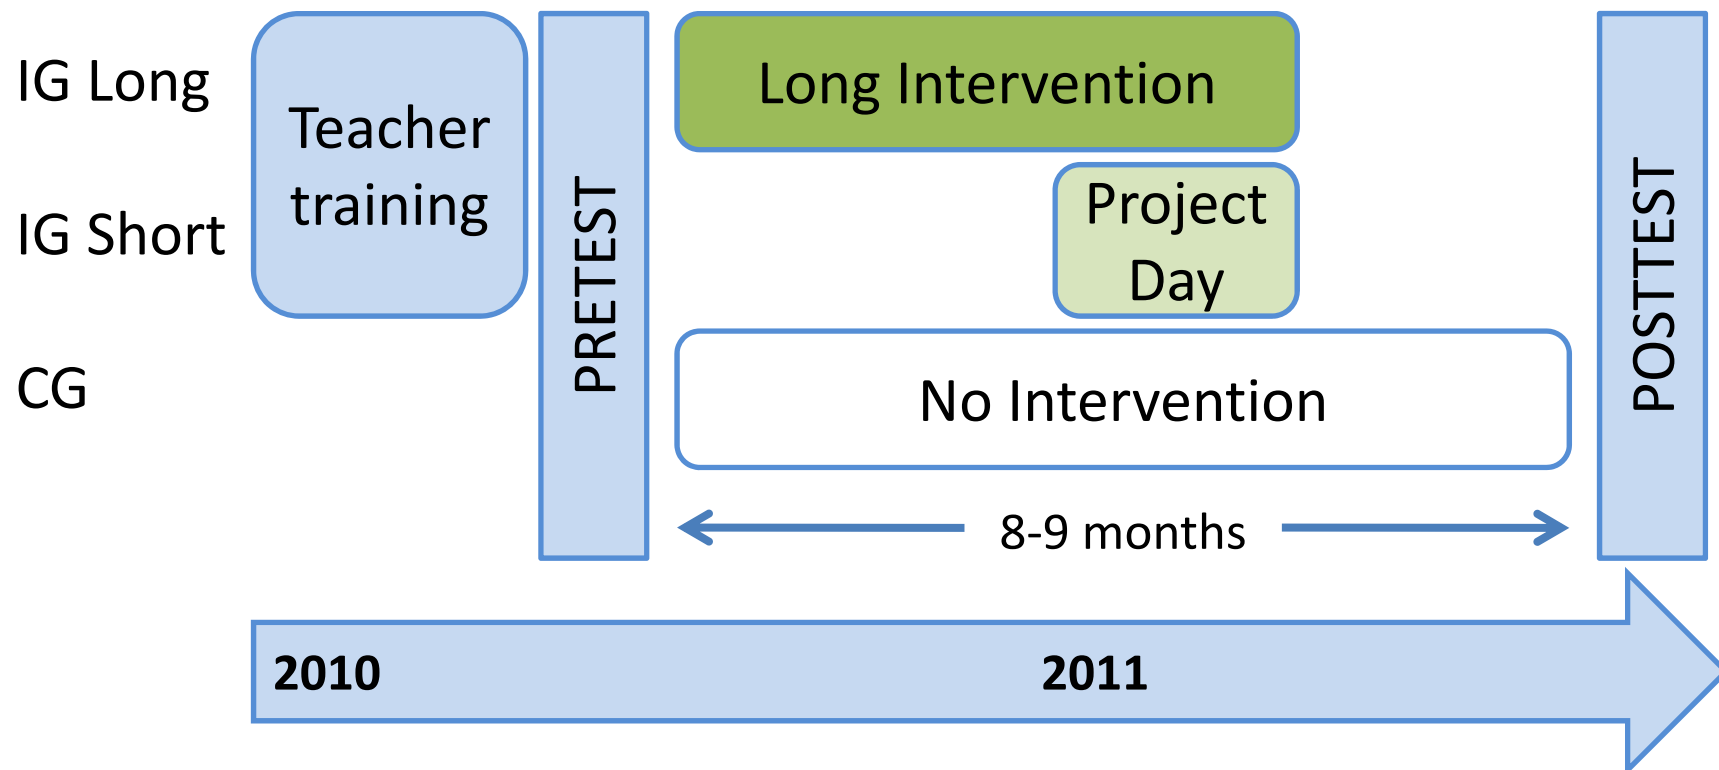 IG Long
IG Short
CG
Teacher
training
PRETEST
Long Intervention
Project
Day
No Intervention
8-9 months
POSTTEST
2010
2011